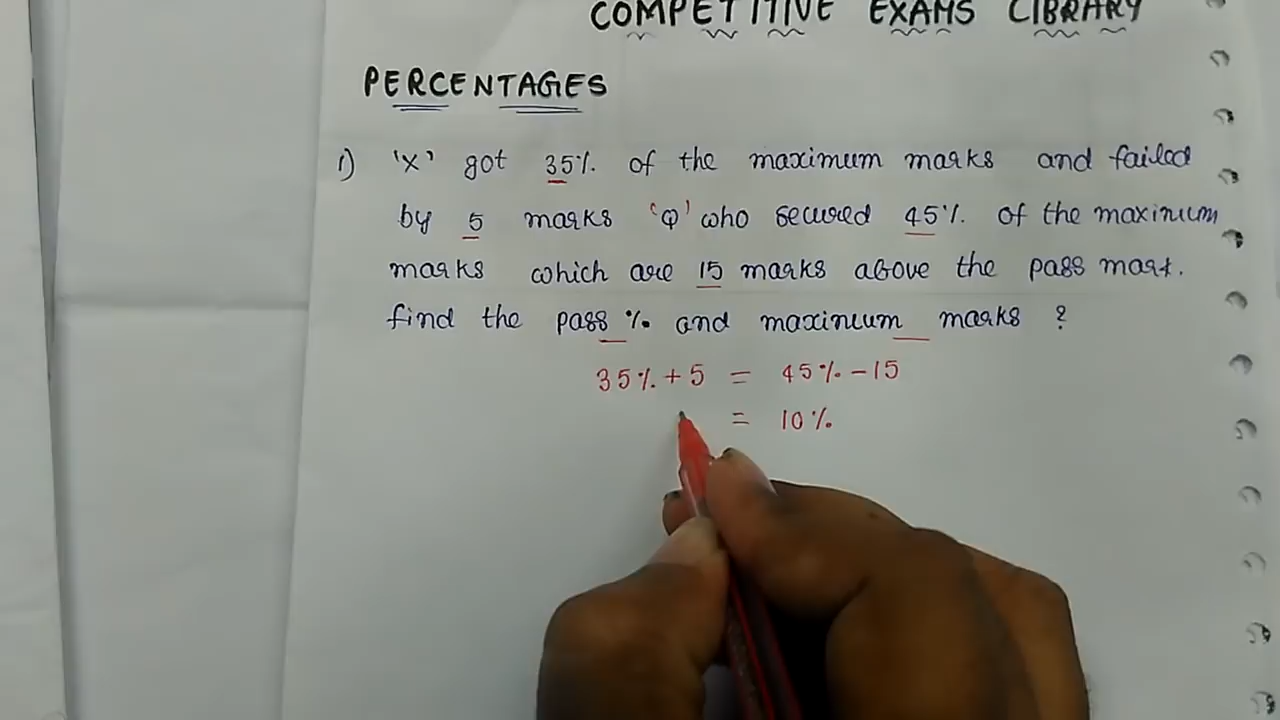 COMPETITIVE EXAMS LIBRARY
PERCENTAGES
1) 'X' got 35%. of the maximum marks and failed
by 5 marks 'Q' who secured 45%. of the maximum
marks which are 15 marks above the pass mark.
find the pass %. and maximum marks ?
35%. + 5 = 45%. - 15
= 10%.